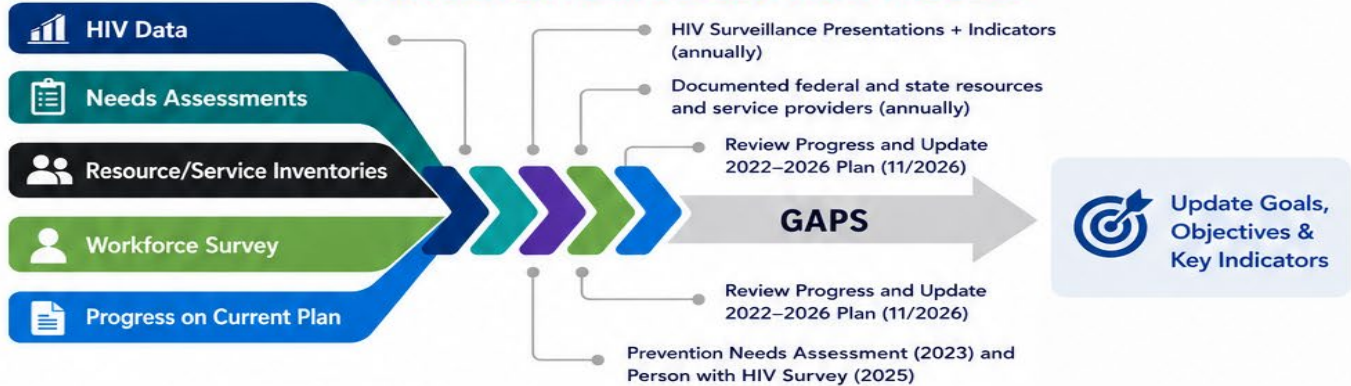 HIV Data
Needs Assessments
Resource/Service Inventories
Workforce Survey
Progress on Current Plan
HIV Surveillance Presentations + Indicators
(annually)
Documented federal and state resources
and service providers (annually)
Review Progress and Update
2022–2026 Plan (11/2026)
GAPS
Review Progress and Update
2022–2026 Plan (11/2026)
Prevention Needs Assessment (2023) and
Person with HIV Survey (2025)
Update Goals,
Objectives &
Key Indicators